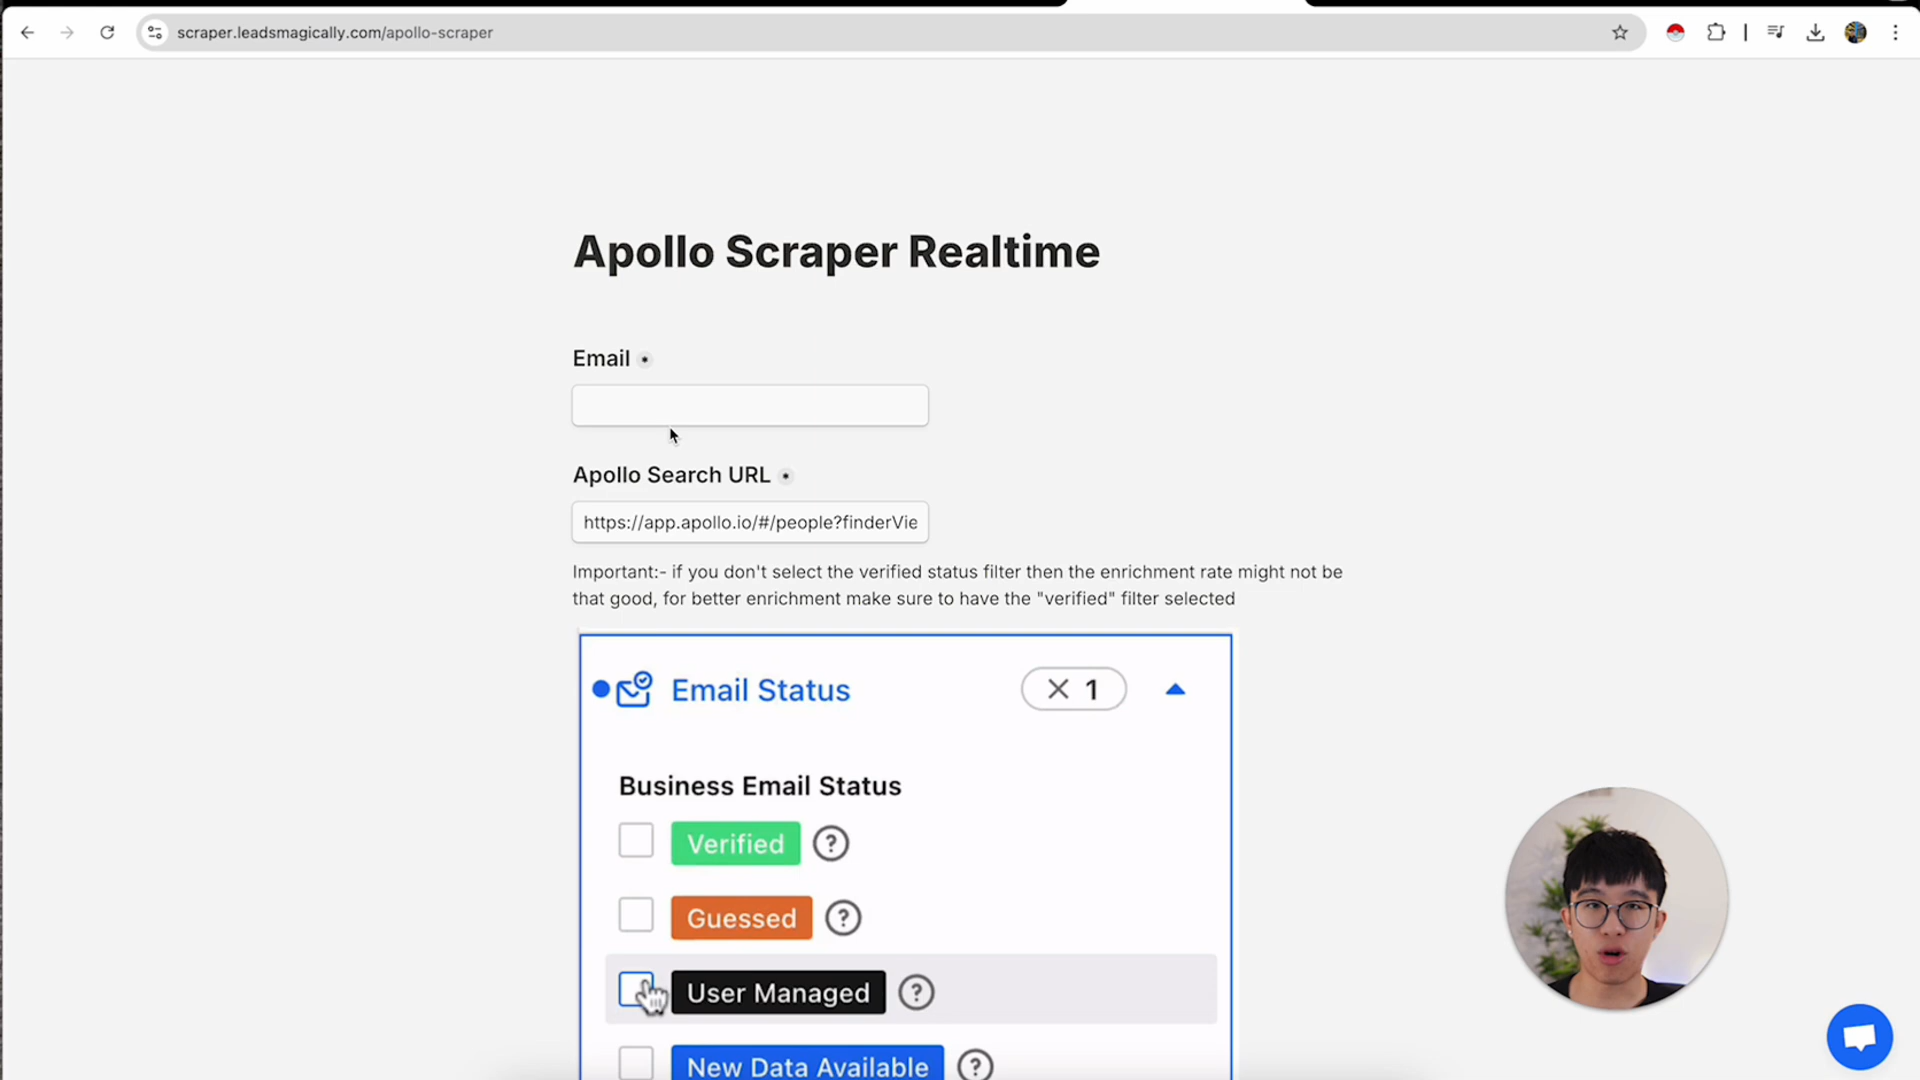 scraper.leadsmagically.com/apollo-scraper
Apollo Scraper Realtime
Email
Apollo Search URL
https://app.apollo.io/#/people?finderVie
Important:- if you don't select the verified status filter then the enrichment rate might not be
that good, for better enrichment make sure to have the "verified" filter selected
Email Status
1
Business Email Status
Verified
Guessed
User Managed
New Data Available